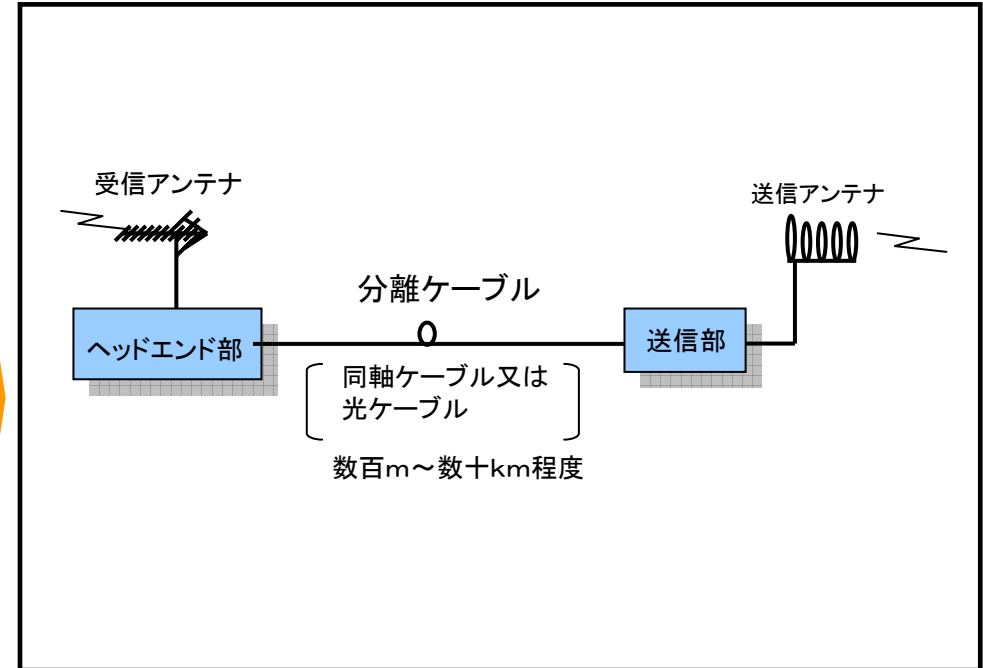 受信アンテナ
送信アンテナ
分離ケーブル
ヘッドエンド部
送信部
同軸ケーブル又は
光ケーブル
数百ｍ～数十ｋｍ程度